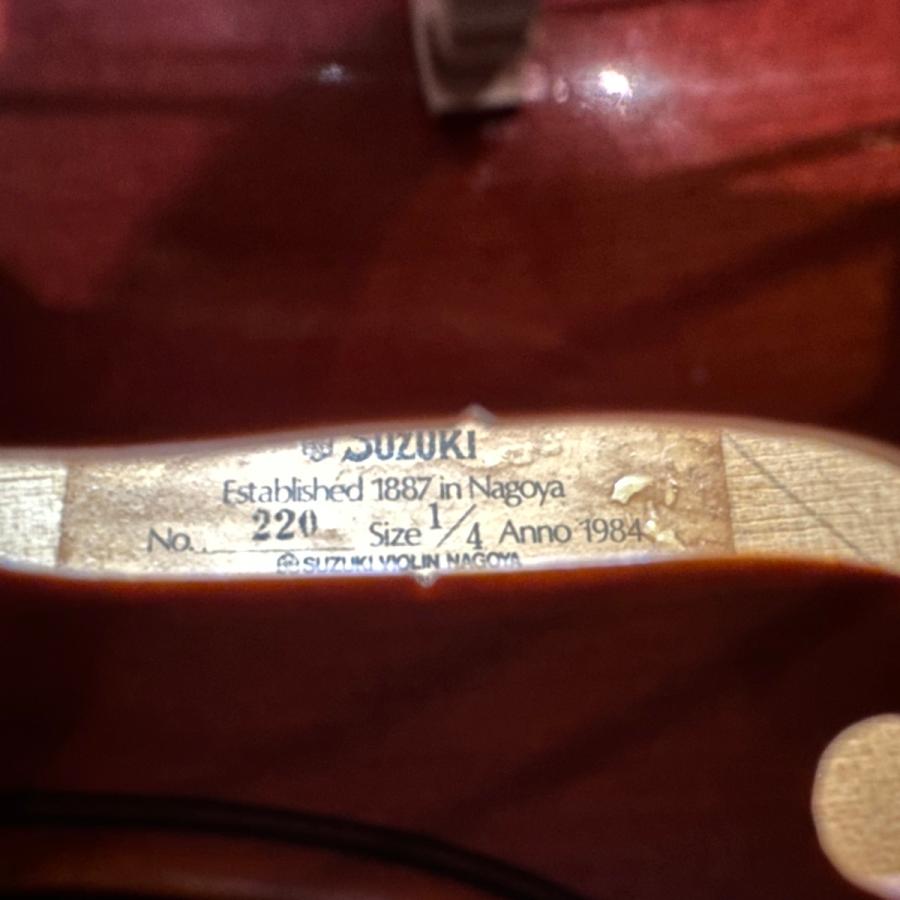 SUZUKI
Established 1887 in Nagoya
No. 220 Size 1/4 Anno 1984
SUZUKI VIOLIN NAGOYA